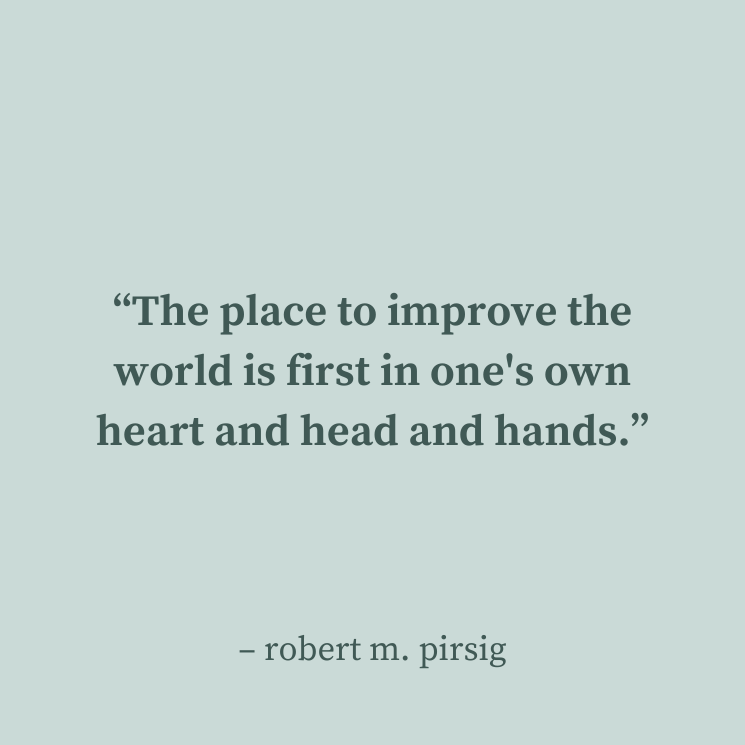 “The place to improve the
world is first in one's own
heart and head and hands.”
– robert m. pirsig